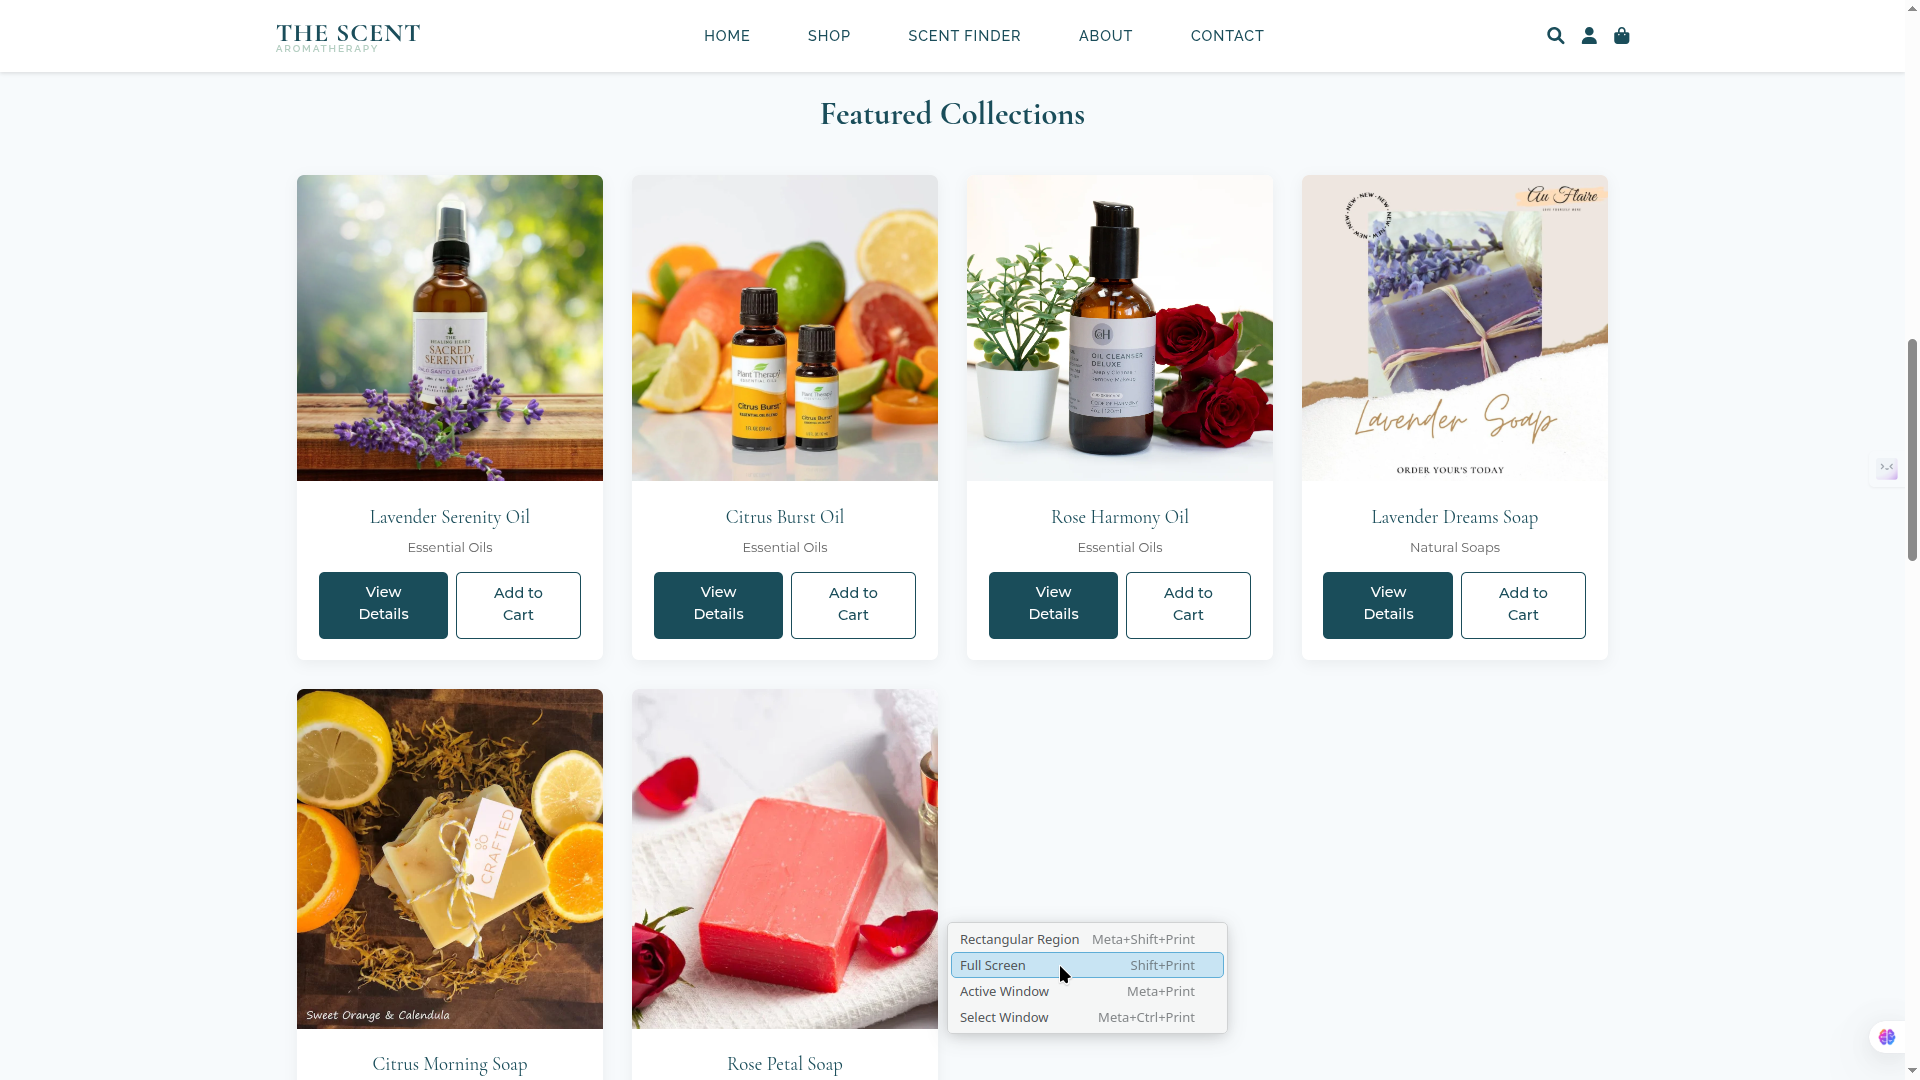 THE SCENT
AROMATHERAPY
HOME
SHOP
SCENT FINDER
ABOUT
CONTACT
Featured Collections
THE
HEALING HEART
SACRED
SERENITY
Plant Therapy
ESSENTIAL OILS
Citrus Burst
Plant Therapy
Citrus Burst
OIL CLEANSER
DELUXE
NEW • NEW • NEW • NEW • NEW • NEW
Au Flaire
Lavender Soap
ORDER YOUR'S TODAY
Lavender Serenity Oil
Essential Oils
View
Details
Add to
Cart
Citrus Burst Oil
Essential Oils
View
Details
Add to
Cart
Rose Harmony Oil
Essential Oils
View
Details
Add to
Cart
Lavender Dreams Soap
Natural Soaps
View
Details
Add to
Cart
CRAFTED
Sweet Orange & Calendula
Citrus Morning Soap
Rose Petal Soap
Rectangular Region Meta+Shift+Print
Full Screen Shift+Print
Active Window Meta+Print
Select Window Meta+Ctrl+Print